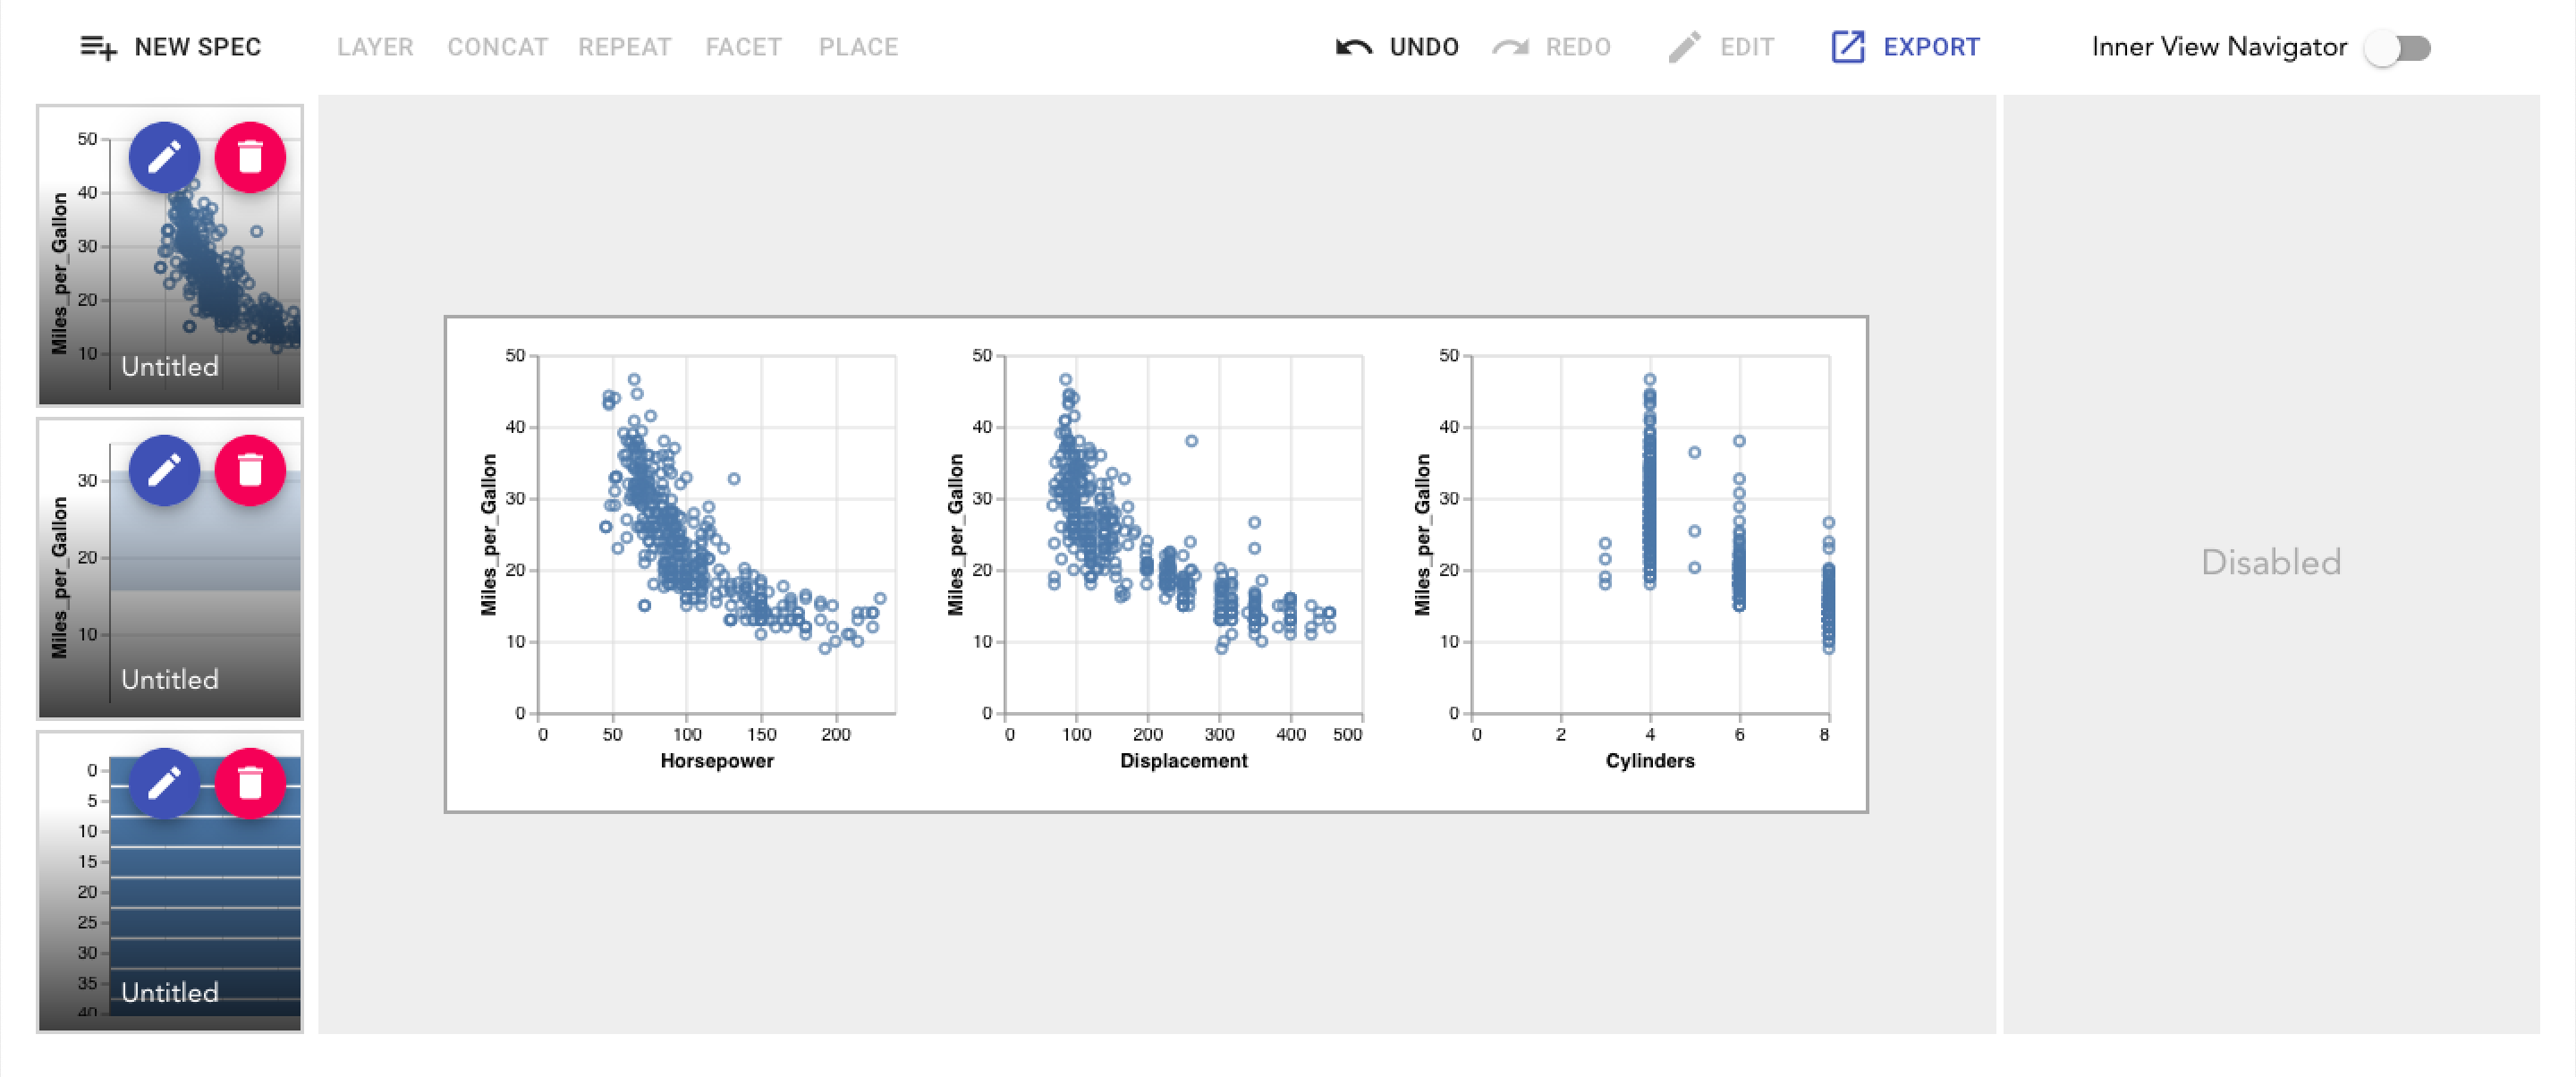 NEW SPEC LAYER CONCAT REPEAT FACET PLACE UNDO REDO EDIT EXPORT Inner View Navigator
50
40
30
20
10
Miles_per_Gallon
Untitled
30
20
10
Miles_per_Gallon
Untitled
0
5
10
15
20
25
30
35
40
Untitled
50
40
30
20
10
0
Miles_per_Gallon
0 50 100 150 200
Horsepower
50
40
30
20
10
0
Miles_per_Gallon
0 100 200 300 400 500
Displacement
50
40
30
20
10
0
Miles_per_Gallon
0 2 4 6 8
Cylinders
Disabled